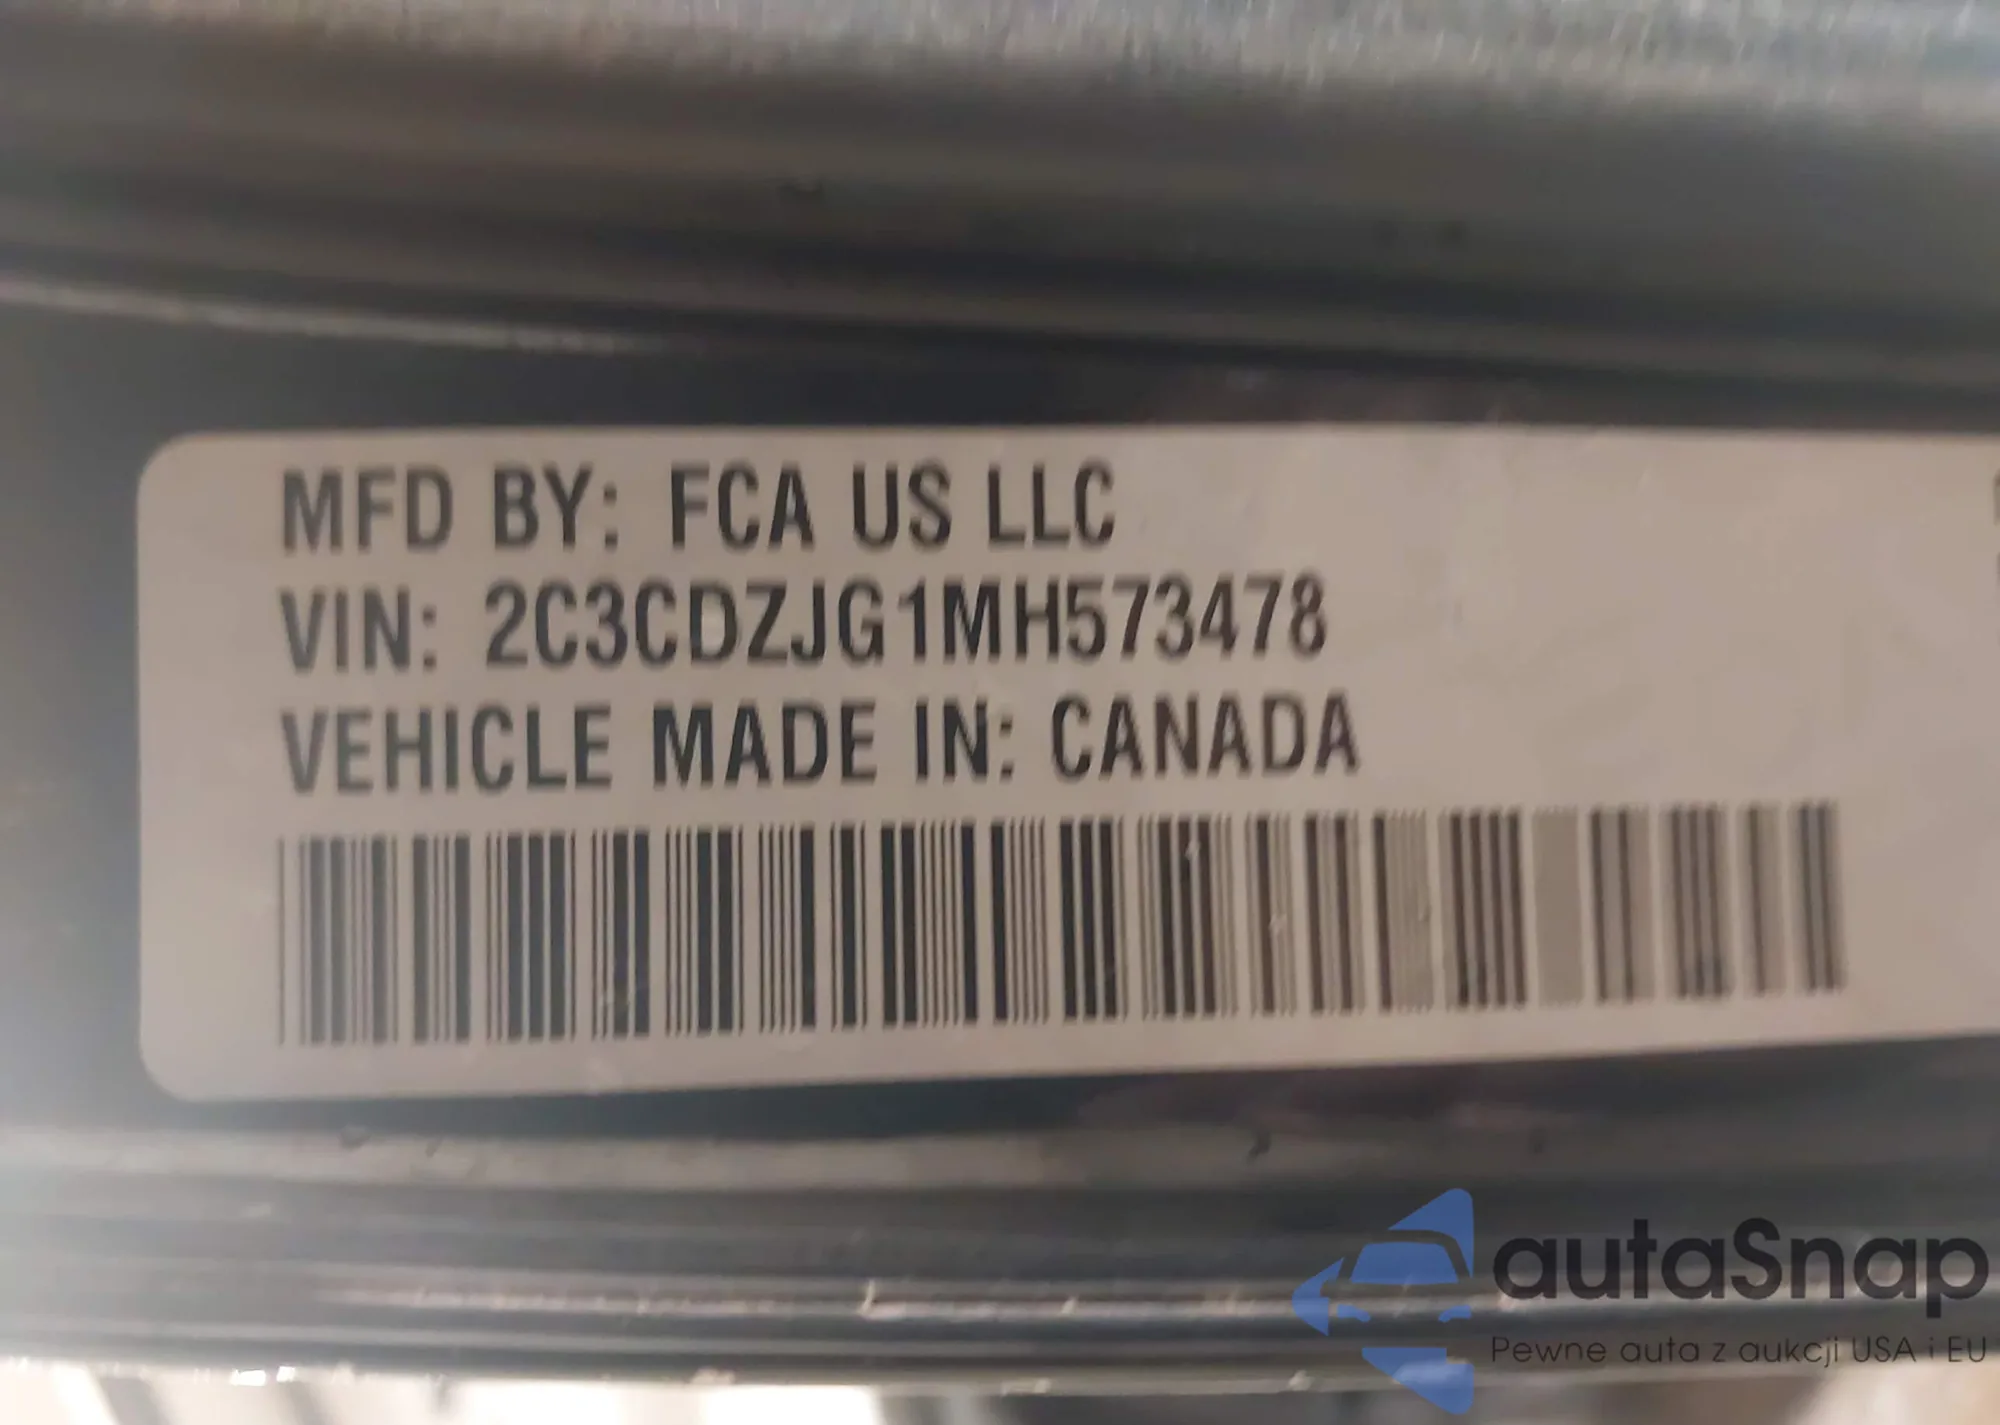 MFD BY: FCA US LLC
VIN: 2C3CDZJG1MH573478
VEHICLE MADE IN: CANADA
autaSnap
Pewne auta z aukcji USA i EU